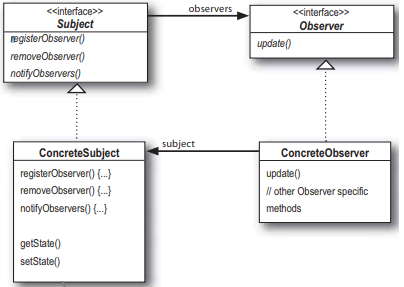 <<interface>>
Subject
registerObserver()
removeObserver()
notifyObservers()
observers
<<interface>>
Observer
update()
ConcreteSubject
registerObserver() {...}
removeObserver() {...}
notifyObservers() {...}
getState()
setState()
subject
ConcreteObserver
update()
// other Observer specific
methods